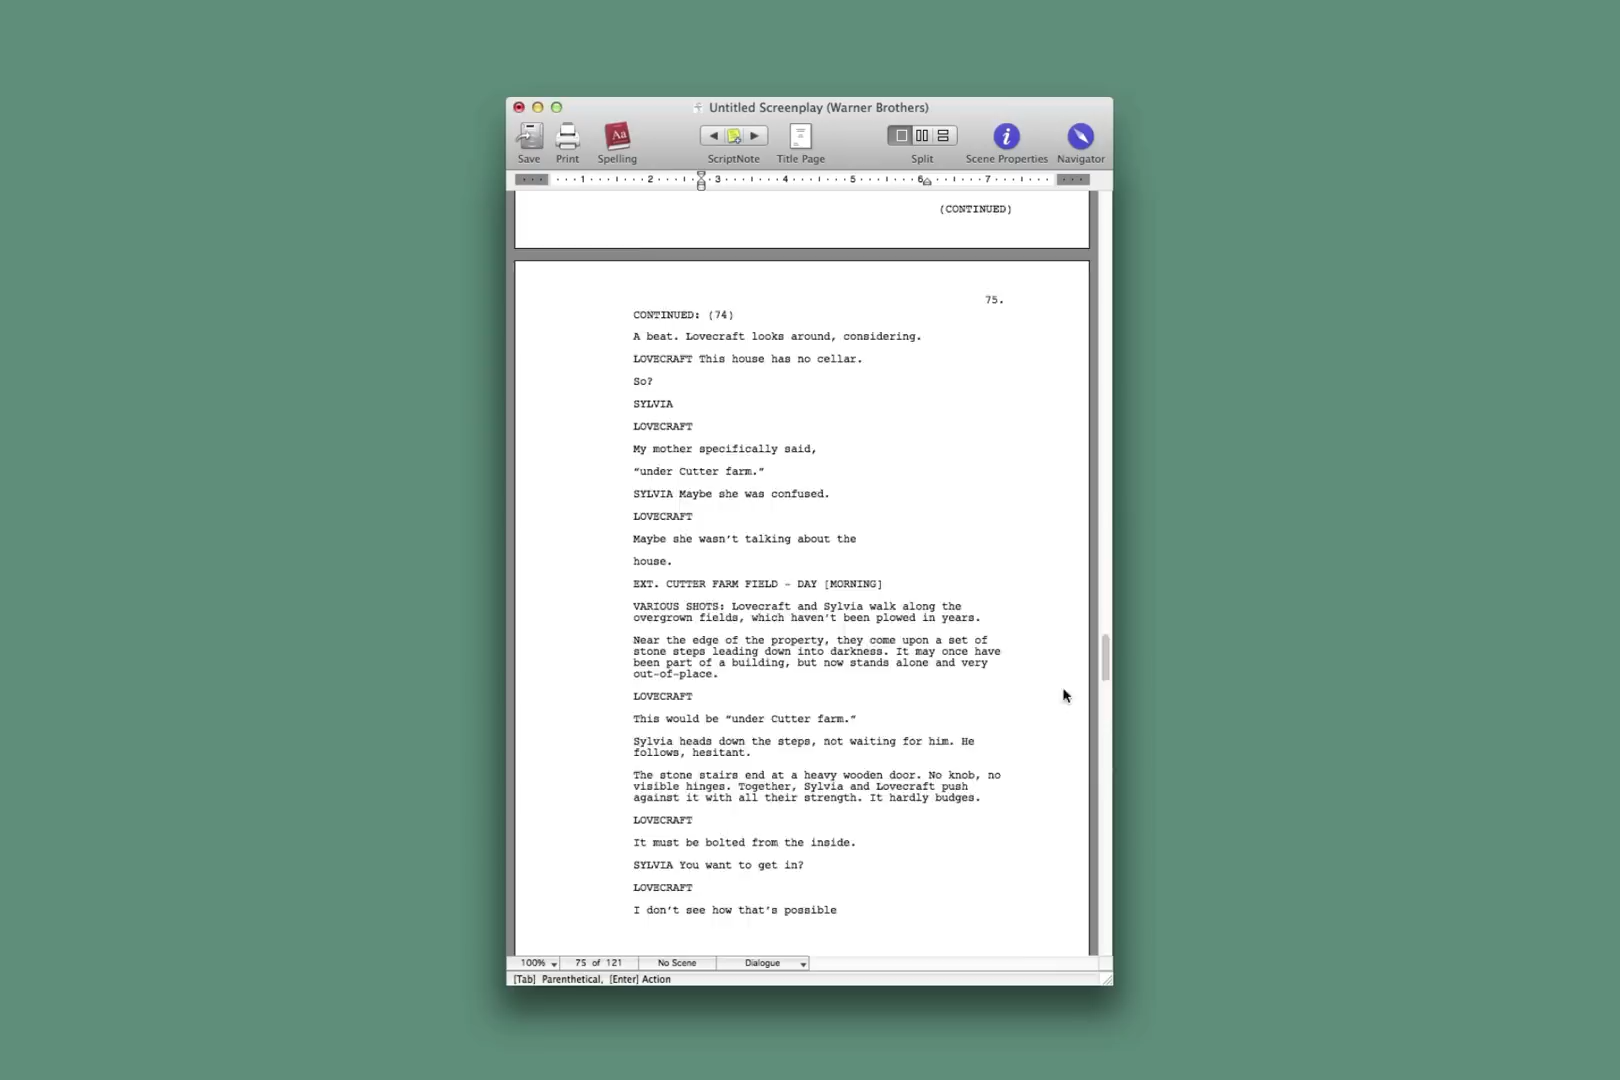 Untitled Screenplay (Warner Brothers)
Save Print Spelling ScriptNote Title Page Split Scene Properties Navigator
1 2 3 4 5 6 7
(CONTINUED)
75.
CONTINUED: (74)
A beat. Lovecraft looks around, considering.
LOVECRAFT This house has no cellar.
So?
SYLVIA
LOVECRAFT
My mother specifically said,
“under Cutter farm.”
SYLVIA Maybe she was confused.
LOVECRAFT
Maybe she wasn’t talking about the
house.
EXT. CUTTER FARM FIELD - DAY [MORNING]
VARIOUS SHOTS: Lovecraft and Sylvia walk along the
overgrown fields, which haven’t been plowed in years.
Near the edge of the property, they come upon a set of
stone steps leading down into darkness. It may once have
been part of a building, but now stands alone and very
out-of-place.
LOVECRAFT
This would be “under Cutter farm.”
Sylvia heads down the steps, not waiting for him. He
follows, hesitant.
The stone stairs end at a heavy wooden door. No knob, no
visible hinges. Together, Sylvia and Lovecraft push
against it with all their strength. It hardly budges.
LOVECRAFT
It must be bolted from the inside.
SYLVIA You want to get in?
LOVECRAFT
I don’t see how that’s possible
100% 75 of 121 No Scene Dialogue
[Tab] Parenthetical, [Enter] Action